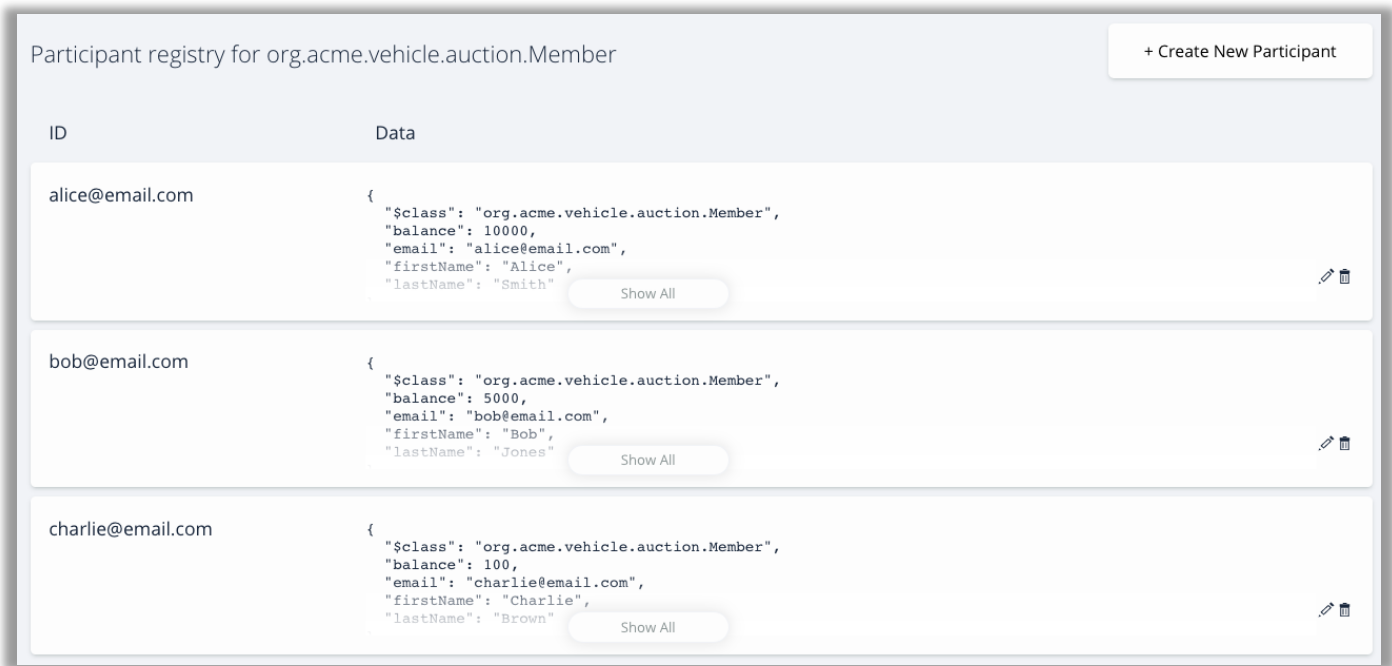 Participant registry for org.acme.vehicle.auction.Member
+ Create New Participant
ID Data
alice@email.com
{
"$class": "org.acme.vehicle.auction.Member",
"balance": 10000,
"email": "alice@email.com",
"firstName": "Alice",
"lastName": "Smith"
Show All
bob@email.com
{
"$class": "org.acme.vehicle.auction.Member",
"balance": 5000,
"email": "bob@email.com",
"firstName": "Bob",
"lastName": "Jones"
Show All
charlie@email.com
{
"$class": "org.acme.vehicle.auction.Member",
"balance": 100,
"email": "charlie@email.com",
"firstName": "Charlie",
"lastName": "Brown"
Show All